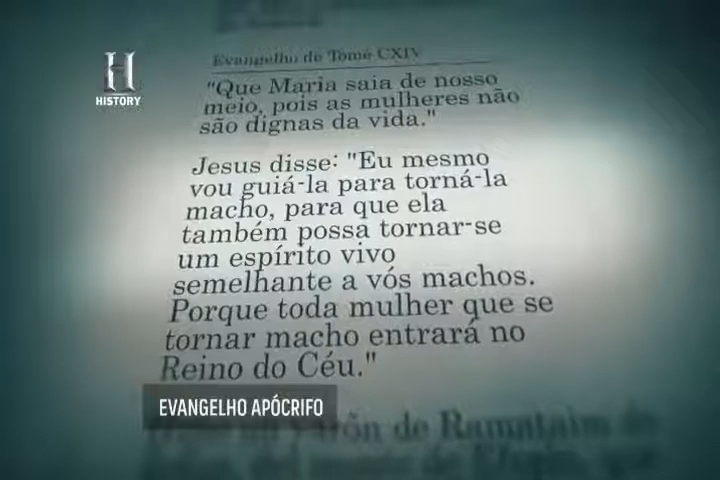 Evangelho de Tomé CXIV
H
HISTORY
"Que Maria saia de nosso
meio, pois as mulheres não
são dignas da vida."
Jesus disse: "Eu mesmo
vou guiá-la para torná-la
macho, para que ela
também possa tornar-se
um espírito vivo
semelhante a vós machos.
Porque toda mulher que se
tornar macho entrará no
Reino do Céu."
EVANGELHO APÓCRIFO
de Ramataim